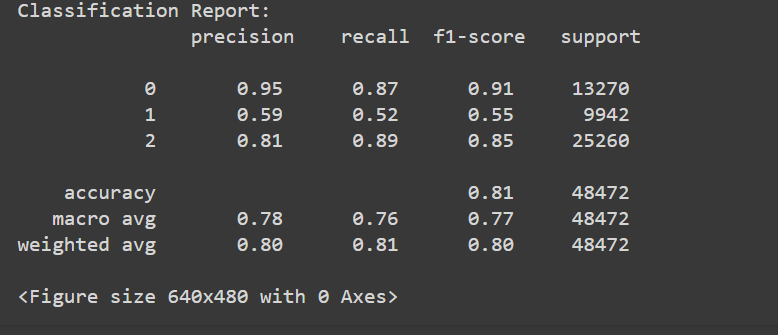 Classification Report:
precision recall f1-score support
0 0.95 0.87 0.91 13270
1 0.59 0.52 0.55 9942
2 0.81 0.89 0.85 25260
accuracy 0.81 48472
macro avg 0.78 0.76 0.77 48472
weighted avg 0.80 0.81 0.80 48472
<Figure size 640x480 with 0 Axes>